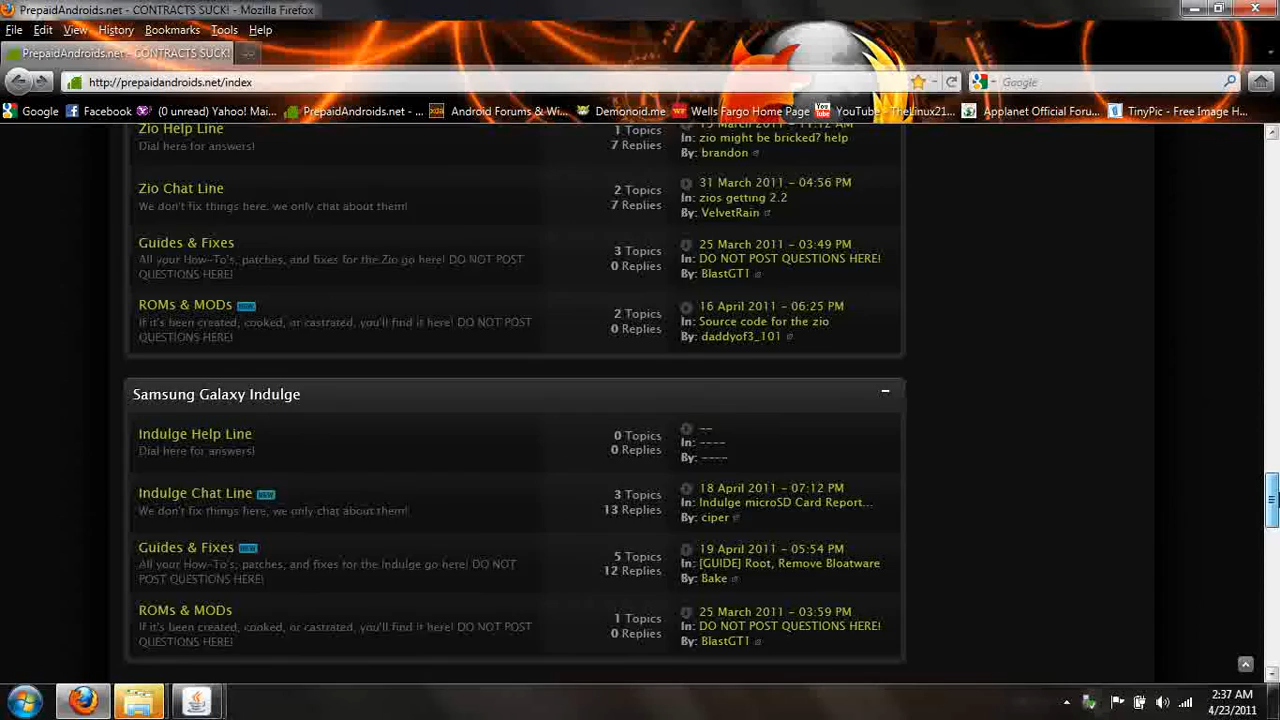 PrepaidAndroids.net - CONTRACTS SUCK! - Mozilla Firefox
File Edit View History Bookmarks Tools Help
PrepaidAndroids.net - CONTRACTS SUCK!
http://prepaidandroids.net/index
Google
Google Facebook (0 unread) Yahoo! Mai... PrepaidAndroids.net - ... Android Forums & Wi... Demonoid.me Wells Fargo Home Page YouTube - TheLinux21... Applanet Official Foru... TinyPic - Free Image H...
Zio Help Line
Dial here for answers!
1 Topics
7 Replies
March 2011 - 11:12 AM
In: zio might be bricked? help
By: brandon
Zio Chat Line
We don't fix things here, we only chat about them!
2 Topics
7 Replies
31 March 2011 - 04:56 PM
In: zios getting 2.2
By: VelvetRain
Guides & Fixes
All your How-To's, patches, and fixes for the Zio go here! DO NOT POST
QUESTIONS HERE!
3 Topics
0 Replies
25 March 2011 - 03:49 PM
In: DO NOT POST QUESTIONS HERE!
By: BlastGT1
ROMs & MODs NEW
If it's been created, cooked, or castrated, you'll find it here! DO NOT POST
QUESTIONS HERE!
2 Topics
0 Replies
16 April 2011 - 06:25 PM
In: Source code for the zio
By: daddyof3_101
Samsung Galaxy Indulge
Indulge Help Line
Dial here for answers!
0 Topics
0 Replies
--
In: ----
By: ----
Indulge Chat Line NEW
We don't fix things here, we only chat about them!
3 Topics
13 Replies
18 April 2011 - 07:12 PM
In: Indulge microSD Card Report...
By: ciper
Guides & Fixes NEW
All your How-To's, patches, and fixes for the Indulge go here! DO NOT
POST QUESTIONS HERE!
5 Topics
12 Replies
19 April 2011 - 05:54 PM
In: [GUIDE] Root, Remove Bloatware
By: Bake
ROMs & MODs
If it's been created, cooked, or castrated, you'll find it here! DO NOT POST
QUESTIONS HERE!
1 Topics
0 Replies
25 March 2011 - 03:59 PM
In: DO NOT POST QUESTIONS HERE!
By: BlastGT1
2:37 AM
4/23/2011